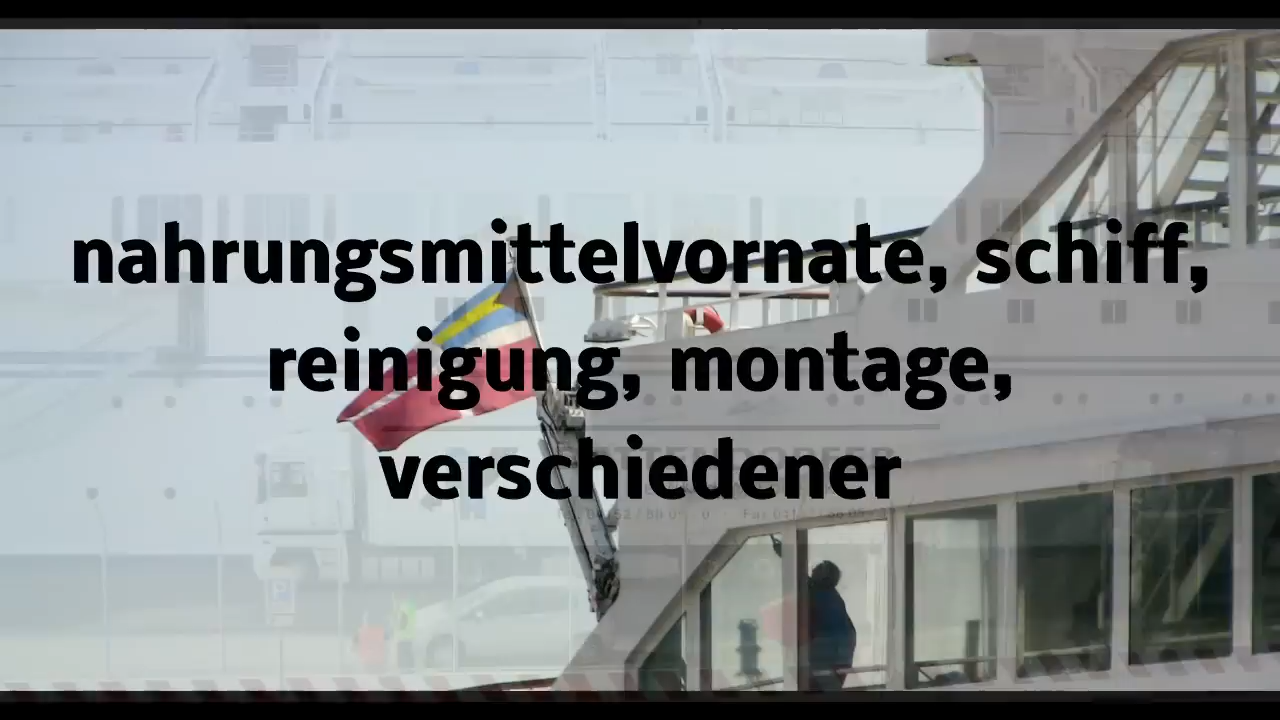 nahrungsmittelvornate, schiff,
reinigung, montage,
verschiedener